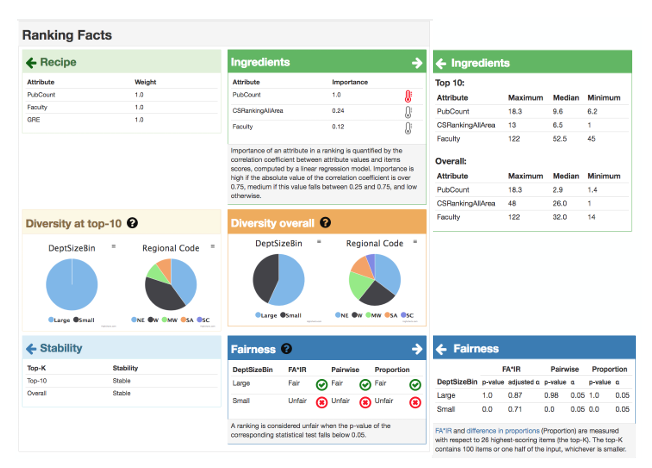 Ranking Facts
Recipe
Attribute Weight
PubCount 1.0
Faculty 1.0
GRE 1.0
Ingredients
Attribute Importance
PubCount 1.0
CSRankingAllArea 0.24
Faculty 0.12
Importance of an attribute in a ranking is quantified by the
correlation coefficient between attribute values and items
scores, computed by a linear regression model. Importance is
high if the absolute value of the correlation coefficient is over
0.75, medium if this value falls between 0.25 and 0.75, and low
otherwise.
Ingredients
Top 10:
Attribute Maximum Median Minimum
PubCount 18.3 9.6 6.2
CSRankingAllArea 13 6.5 1
Faculty 122 52.5 45
Overall:
Attribute Maximum Median Minimum
PubCount 18.3 2.9 1.4
CSRankingAllArea 48 26.0 1
Faculty 122 32.0 14
Diversity at top-10 ?
DeptSizeBin Regional Code
Large Small NE W MW SA SC
Diversity overall ?
DeptSizeBin Regional Code
Large Small NE W MW SA SC
Stability
Top-K Stability
Top-10 Stable
Overall Stable
Fairness ?
DeptSizeBin FA*IR Pairwise Proportion
Large Fair Fair Fair
Small Unfair Unfair Unfair
A ranking is considered unfair when the p-value of the
corresponding statistical test falls below 0.05.
Fairness
FA*IR Pairwise Proportion
DeptSizeBin p-value adjusted α p-value α p-value α
Large 1.0 0.87 0.98 0.05 1.0 0.05
Small 0.0 0.71 0.0 0.05 0.0 0.05
FA*IR and difference in proportions (Proportion) are measured
with respect to 26 highest-scoring items (the top-K). The top-K
contains 100 items or one half of the input, whichever is smaller.